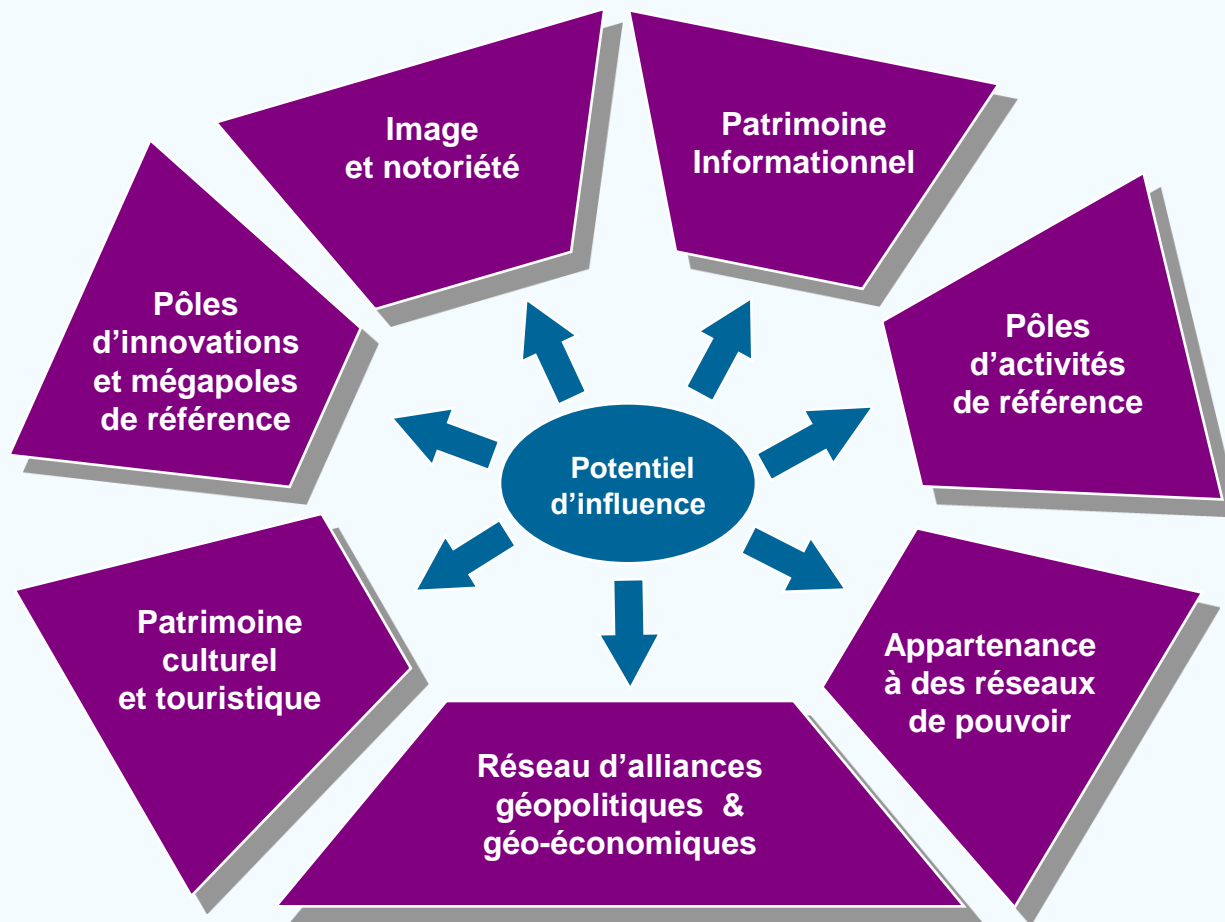 Image
et notoriété
Patrimoine
Informationnel
Pôles
d’innovations
et mégapoles
de référence
Pôles
d’activités
de référence
Potentiel
d’influence
Patrimoine
culturel
et touristique
Appartenance
à des réseaux
de pouvoir
Réseau d’alliances
géopolitiques &
géo-économiques